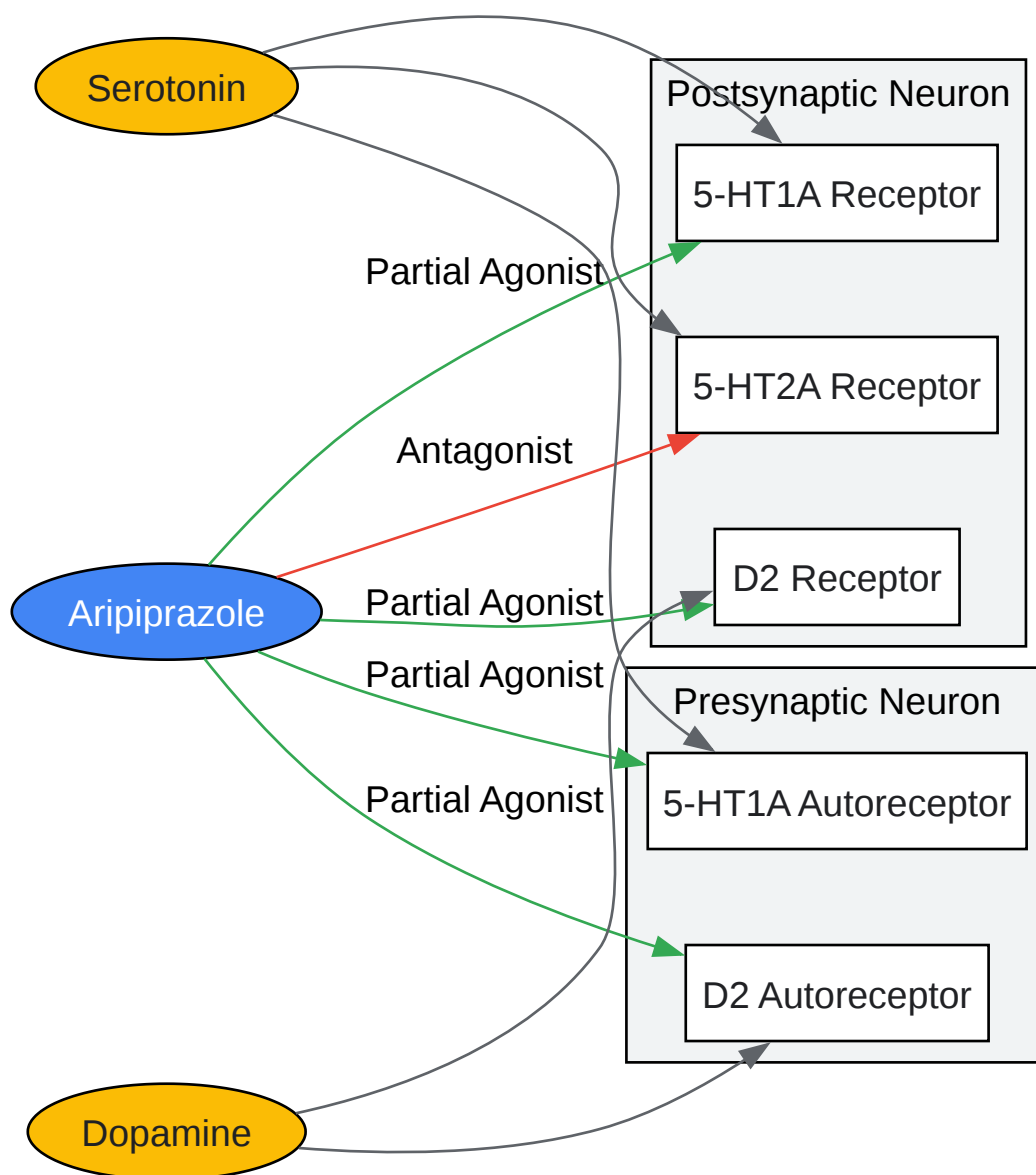 Serotonin
Postsynaptic Neuron
5-HT1A Receptor
Partial Agonist
5-HT2A Receptor
Antagonist
D2 Receptor
Partial Agonist
Aripiprazole
Partial Agonist
Presynaptic Neuron
5-HT1A Autoreceptor
Partial Agonist
D2 Autoreceptor
Dopamine